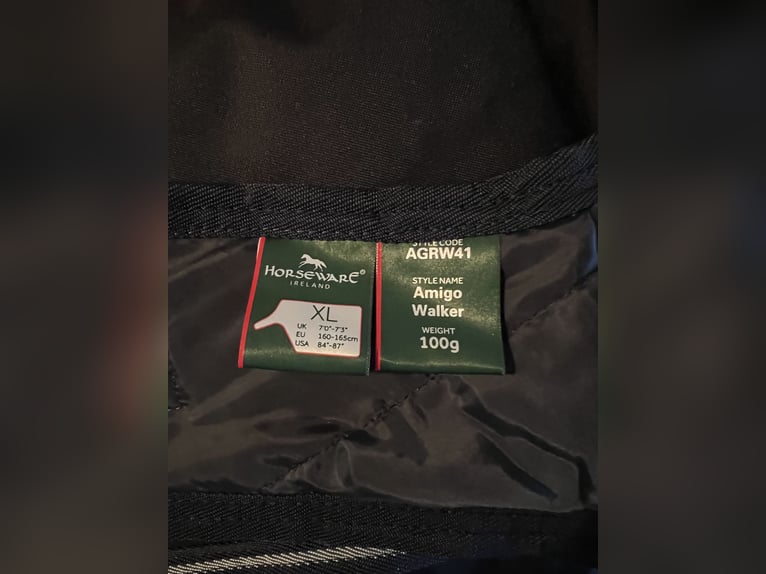 HORSEWARE
IRELAND
XL
UK 7'0"-7'3"
EU 160-165cm
USA 84"-87"
STYLE CODE
AGRW41
STYLE NAME
Amigo
Walker
WEIGHT
100g